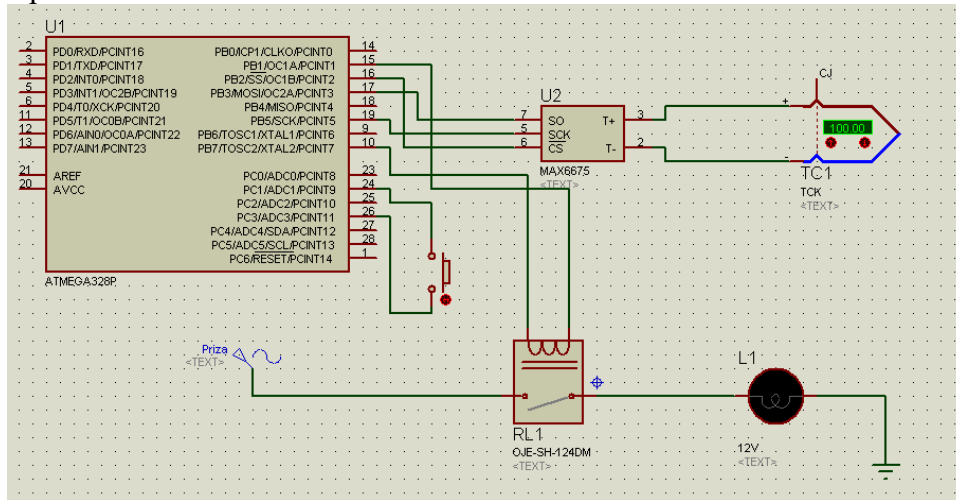 U1
2 PD0/RXD/PCINT16 PB0/ICP1/CLKO/PCINT0 14
3 PD1/TXD/PCINT17 PB1/OC1A/PCINT1 15
4 PD2/INT0/PCINT18 PB2/SS/OC1B/PCINT2 16
5 PD3/INT1/OC2B/PCINT19 PB3/MOSI/OC2A/PCINT3 17
6 PD4/T0/XCK/PCINT20 PB4/MISO/PCINT4 18
11 PD5/T1/OC0B/PCINT21 PB5/SCK/PCINT5 19
12 PD6/AIN0/OC0A/PCINT22 PB6/TOSC1/XTAL1/PCINT6 9
13 PD7/AIN1/PCINT23 PB7/TOSC2/XTAL2/PCINT7 10
21 AREF PC0/ADC0/PCINT8 23
20 AVCC PC1/ADC1/PCINT9 24
PC2/ADC2/PCINT10 25
PC3/ADC3/PCINT11 26
PC4/ADC4/SDA/PCINT12 27
PC5/ADC5/SCL/PCINT13 28
PC6/RESET/PCINT14 1
ATMEGA328P
U2
7 SO T+ 3
5 SCK
6 CS T- 2
MAX6675
<TEXT>
CJ
+
100.00
-
TC1
TCK
<TEXT>
Priza
<TEXT>
RL1
OJE-SH-124DM
<TEXT>
L1
12V
<TEXT>